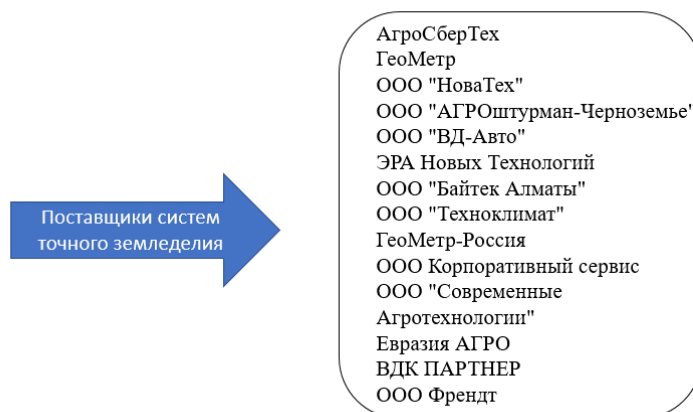 Поставщики систем
точного земледелия
АгроСберТех
ГеоМетр
ООО "НоваТех"
ООО "АГРОштурман-Черноземье"
ООО "ВД-Авто"
ЭРА Новых Технологий
ООО "Байтек Алматы"
ООО "Техноклимат"
ГеоМетр-Россия
ООО Корпоративный сервис
ООО "Современные
Агротехнологии"
Евразия АГРО
ВДК ПАРТНЕР
ООО Френдт